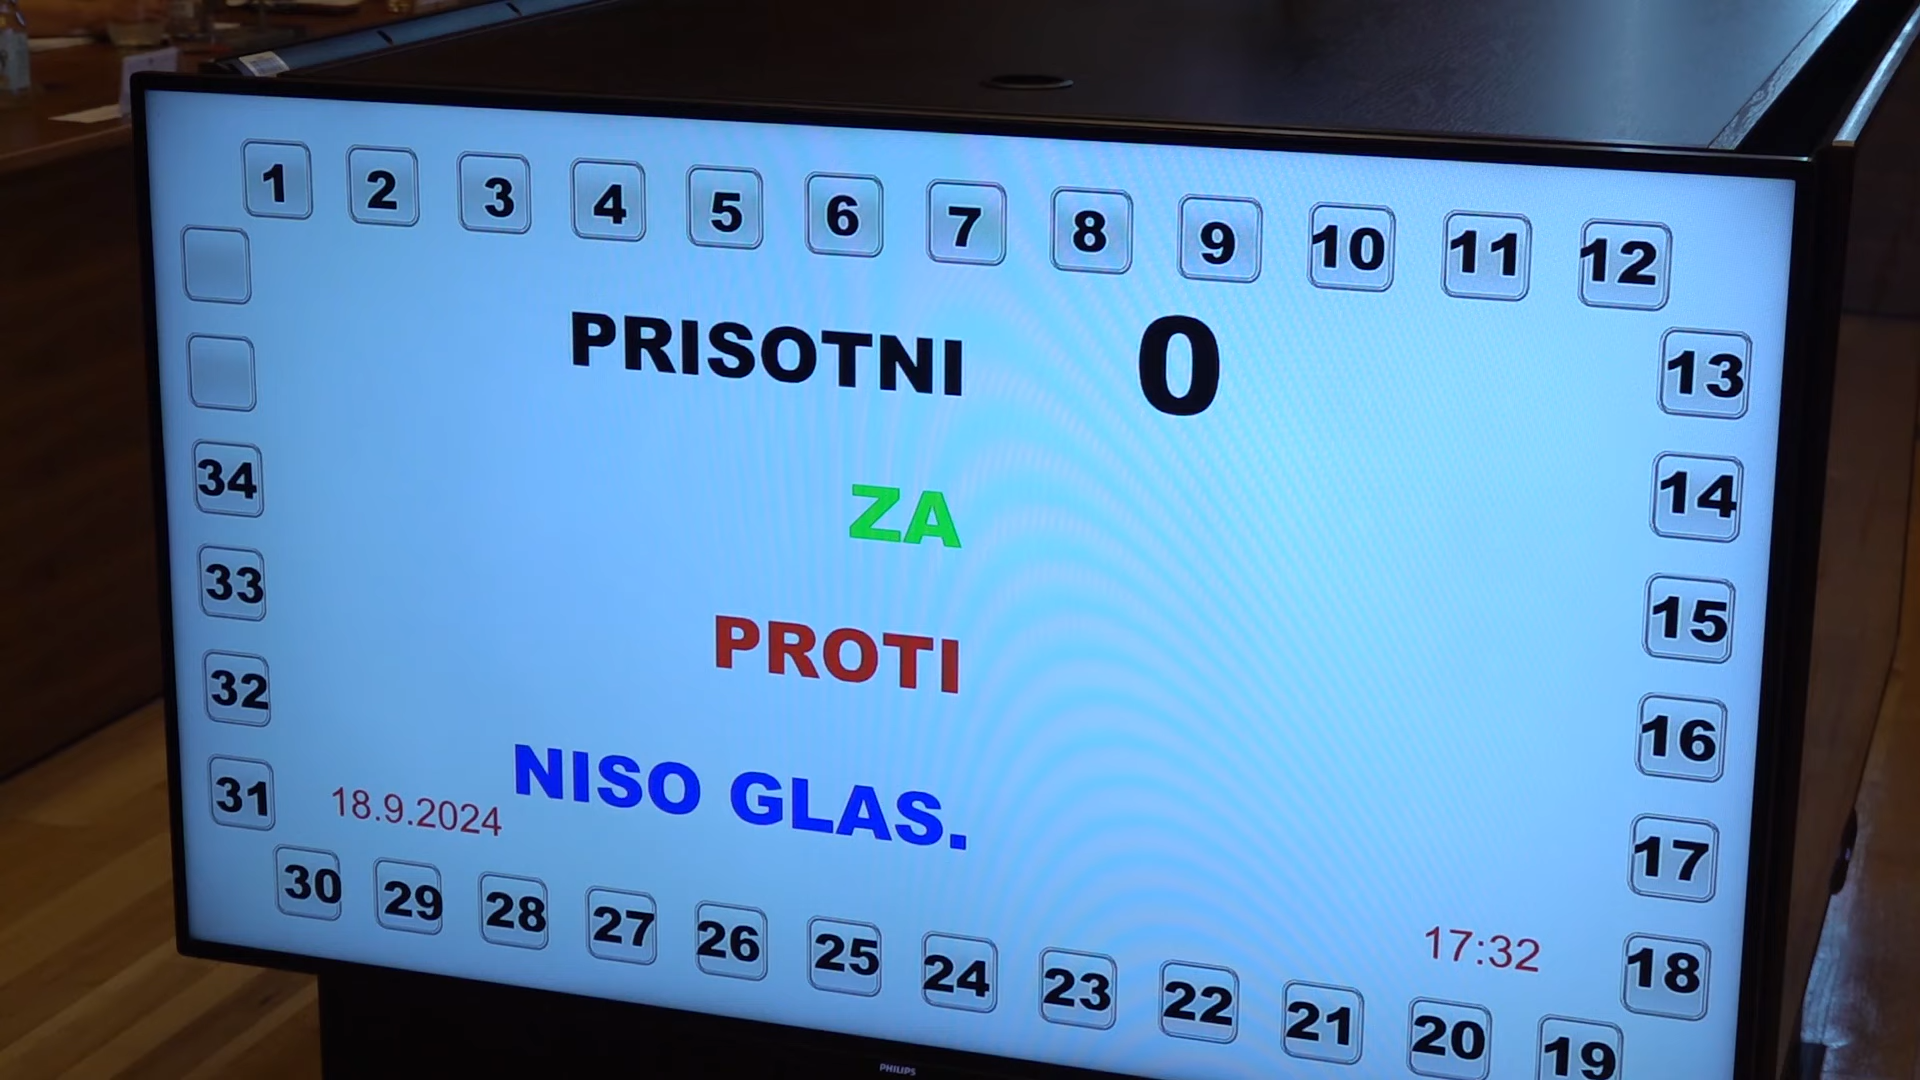 1 2 3 4 5 6 7 8 9 10 11 12
PRISOTNI 0
13
34 ZA 14
33 15
PROTI
32 16
31 18.9.2024 NISO GLAS. 17
30 29 28 27 26 25 24 23 22 21 20 19
17:32 18
PHILIPS